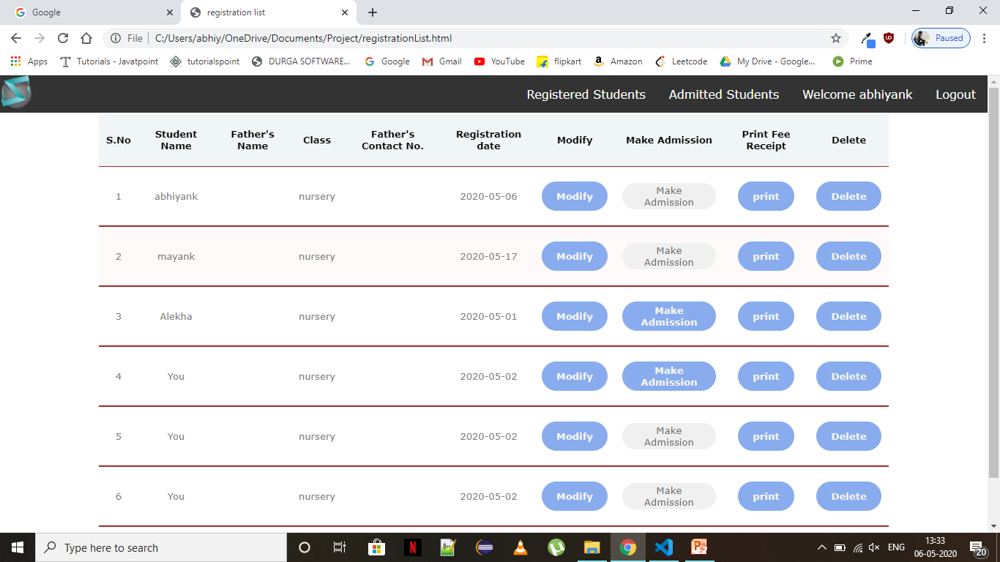 Google
registration list
File
C:/Users/abhiy/OneDrive/Documents/Project/registrationList.html
Paused
Apps
Tutorials - Javatpoint
tutorialspoint
DURGA SOFTWARE...
Google
Gmail
YouTube
flipkart
Amazon
Leetcode
My Drive - Google...
Prime
Registered Students Admitted Students Welcome abhiyank Logout
S.No Student Name Father's Name Class Father's Contact No. Registration date Modify Make Admission Print Fee Receipt Delete
1 abhiyank nursery 2020-05-06 Modify Make Admission print Delete
2 mayank nursery 2020-05-17 Modify Make Admission print Delete
3 Alekha nursery 2020-05-01 Modify Make Admission print Delete
4 You nursery 2020-05-02 Modify Make Admission print Delete
5 You nursery 2020-05-02 Modify Make Admission print Delete
6 You nursery 2020-05-02 Modify Make Admission print Delete
Type here to search
ENG
13:33
06-05-2020
20